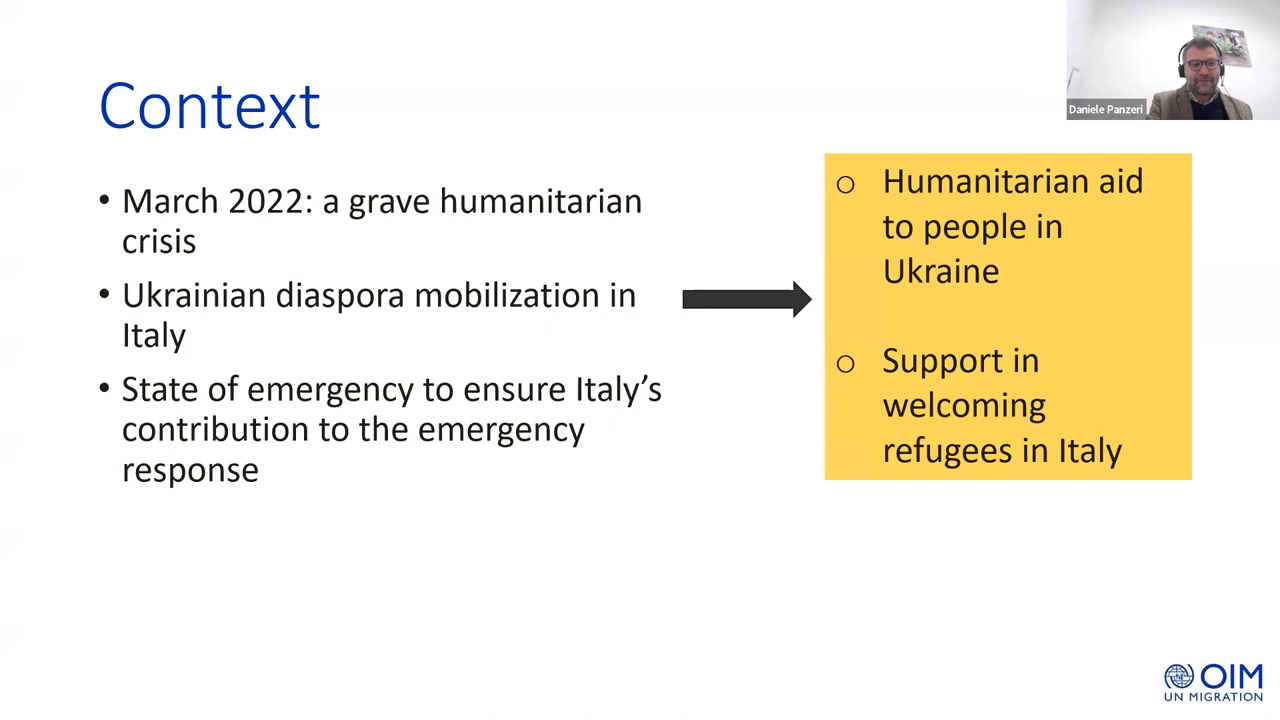 Context
• March 2022: a grave humanitarian
crisis
• Ukrainian diaspora mobilization in
Italy
• State of emergency to ensure Italy’s
contribution to the emergency
response
o Humanitarian aid
to people in
Ukraine
o Support in
welcoming
refugees in Italy
Daniele Panzeri
OIM
UN MIGRATION